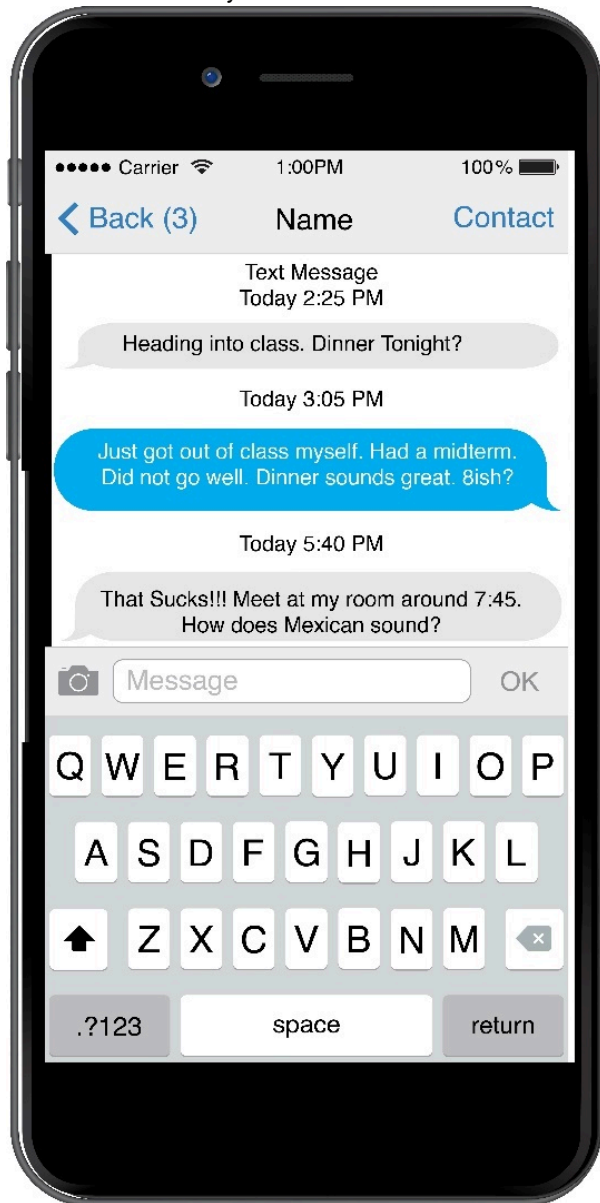 Carrier 1:00PM 100%
Back (3) Name Contact
Text Message
Today 2:25 PM
Heading into class. Dinner Tonight?
Today 3:05 PM
Just got out of class myself. Had a midterm.
Did not go well. Dinner sounds great. 8ish?
Today 5:40 PM
That Sucks!!! Meet at my room around 7:45.
How does Mexican sound?
Message OK
Q W E R T Y U I O P
A S D F G H J K L
Z X C V B N M
.?123 space return